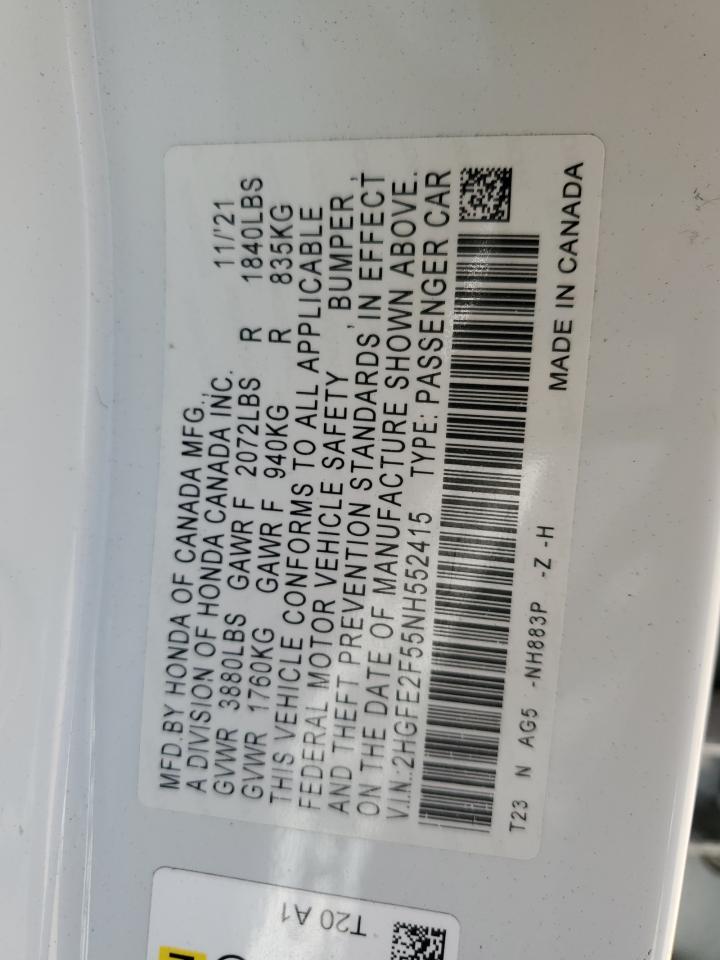 MFD.BY HONDA OF CANADA MFG.,
A DIVISION OF HONDA CANADA INC. 11/'21
GVWR 3880LBS GAWR F 2072LBS R 1840LBS
GVWR 1760KG GAWR F 940KG R 835KG
THIS VEHICLE CONFORMS TO ALL APPLICABLE
FEDERAL MOTOR VEHICLE SAFETY, BUMPER,
AND THEFT PREVENTION STANDARDS, IN EFFECT
ON THE DATE OF MANUFACTURE SHOWN ABOVE.
V.I.N.:2HGFE2F55NH552415 TYPE: PASSENGER CAR
T23 N AG5 -NH883P -Z -H
MADE IN CANADA
T20 A1